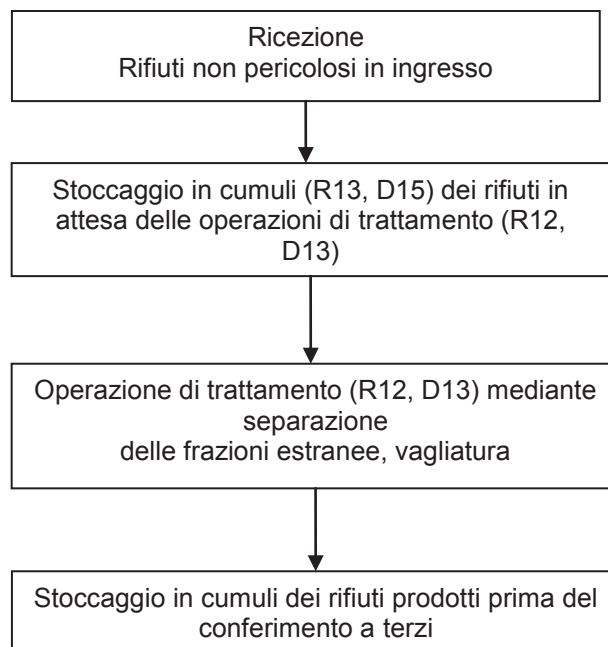 Ricezione
Rifiuti non pericolosi in ingresso
Stoccaggio in cumuli (R13, D15) dei rifiuti in
attesa delle operazioni di trattamento (R12,
D13)
Operazione di trattamento (R12, D13) mediante
separazione
delle frazioni estranee, vagliatura
Stoccaggio in cumuli dei rifiuti prodotti prima del
conferimento a terzi